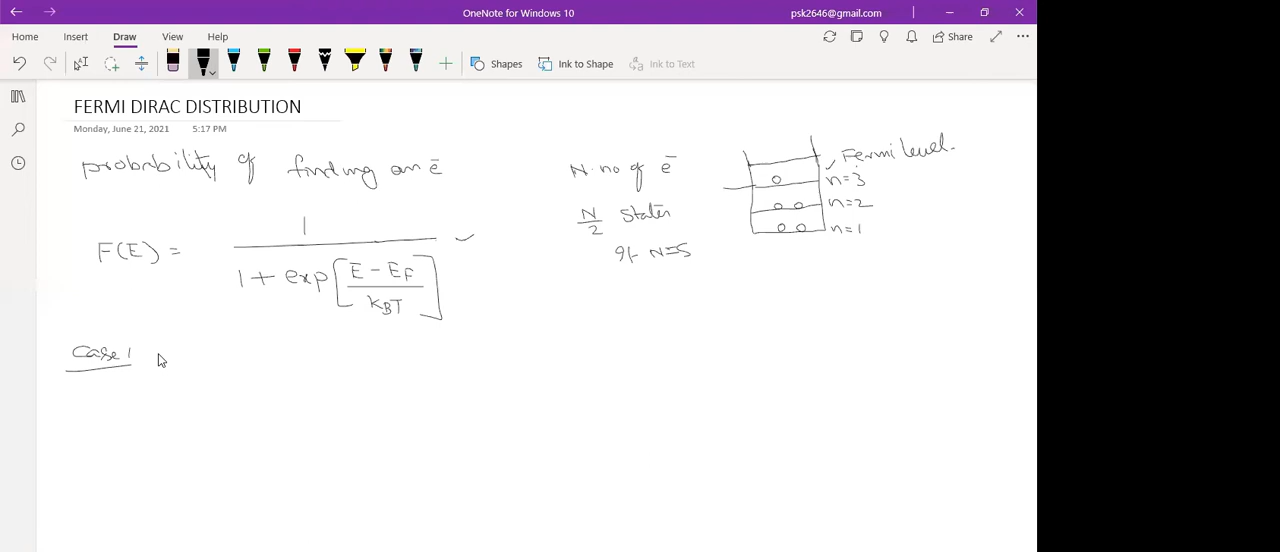 OneNote for Windows 10
psk2646@gmail.com
Home Insert Draw View Help
Share
Shapes Ink to Shape Ink to Text
FERMI DIRAC DISTRIBUTION
Monday, June 21, 2021 5:17 PM
probability of finding an ē
F(E) = 1 / 1 + exp[E - EF / KBT]
N. no of ē
N/2 states
If N=5
Fermi level.
n=3
n=2
n=1
Case 1